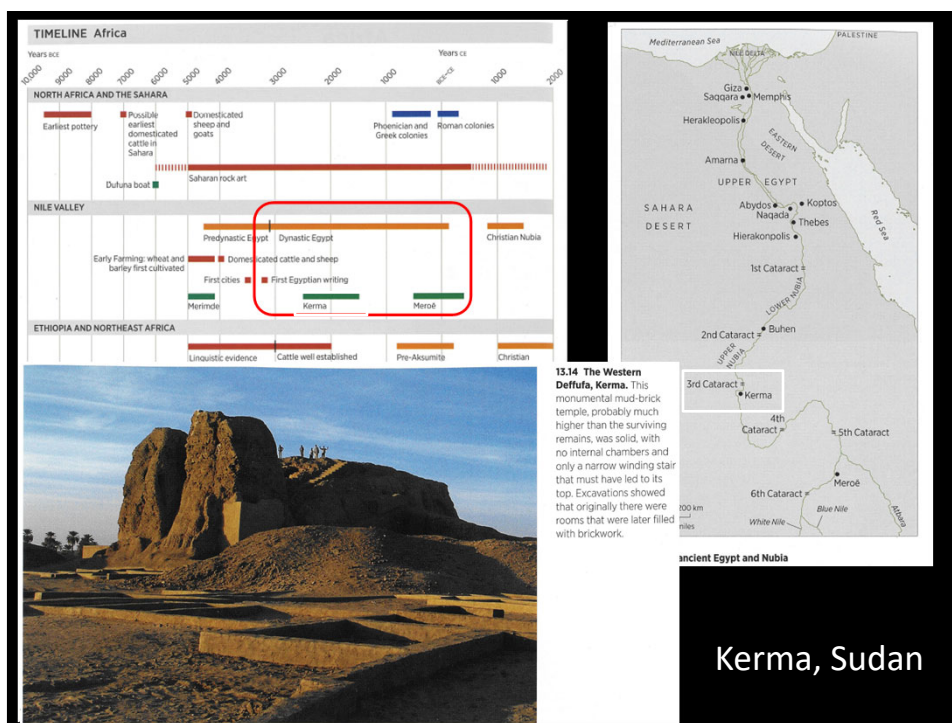 TIMELINE Africa
Years BCE
Years CE
10,000 9000 8000 7000 6000 5000 4000 3000 2000 1000 BCE–CE 1000 2000
NORTH AFRICA AND THE SAHARA
Earliest pottery
Possible
earliest
domesticated
cattle in
Sahara
Domesticated
sheep and
goats
Phoenician and
Greek colonies
Roman colonies
Dufuna boat
Saharan rock art
NILE VALLEY
Predynastic Egypt
Dynastic Egypt
Christian Nubia
Early Farming: wheat and
barley first cultivated
Domesticated cattle and sheep
First cities
First Egyptian writing
Merimde
Kerma
Meroë
ETHIOPIA AND NORTHEAST AFRICA
Linguistic evidence
Cattle well established
Pre-Aksumite
Christian
13.14 The Western
Deffufa, Kerma. This
monumental mud-brick
temple, probably much
higher than the surviving
remains, was solid, with
no internal chambers and
only a narrow winding stair
that must have led to its
top. Excavations showed
that originally there were
rooms that were later filled
with brickwork.
Mediterranean Sea
PALESTINE
NILE DELTA
Giza
Saqqara
Memphis
Herakleopolis
EASTERN
DESERT
Amarna
UPPER EGYPT
SAHARA
DESERT
Abydos
Koptos
Naqada
Thebes
Hierakonpolis
Red Sea
1st Cataract
LOWER NUBIA
Buhen
2nd Cataract
UPPER
NUBIA
3rd Cataract
Kerma
4th
Cataract
5th Cataract
Meroë
6th Cataract
200 km
miles
White Nile
Blue Nile
Atbara
ancient Egypt and Nubia
Kerma, Sudan